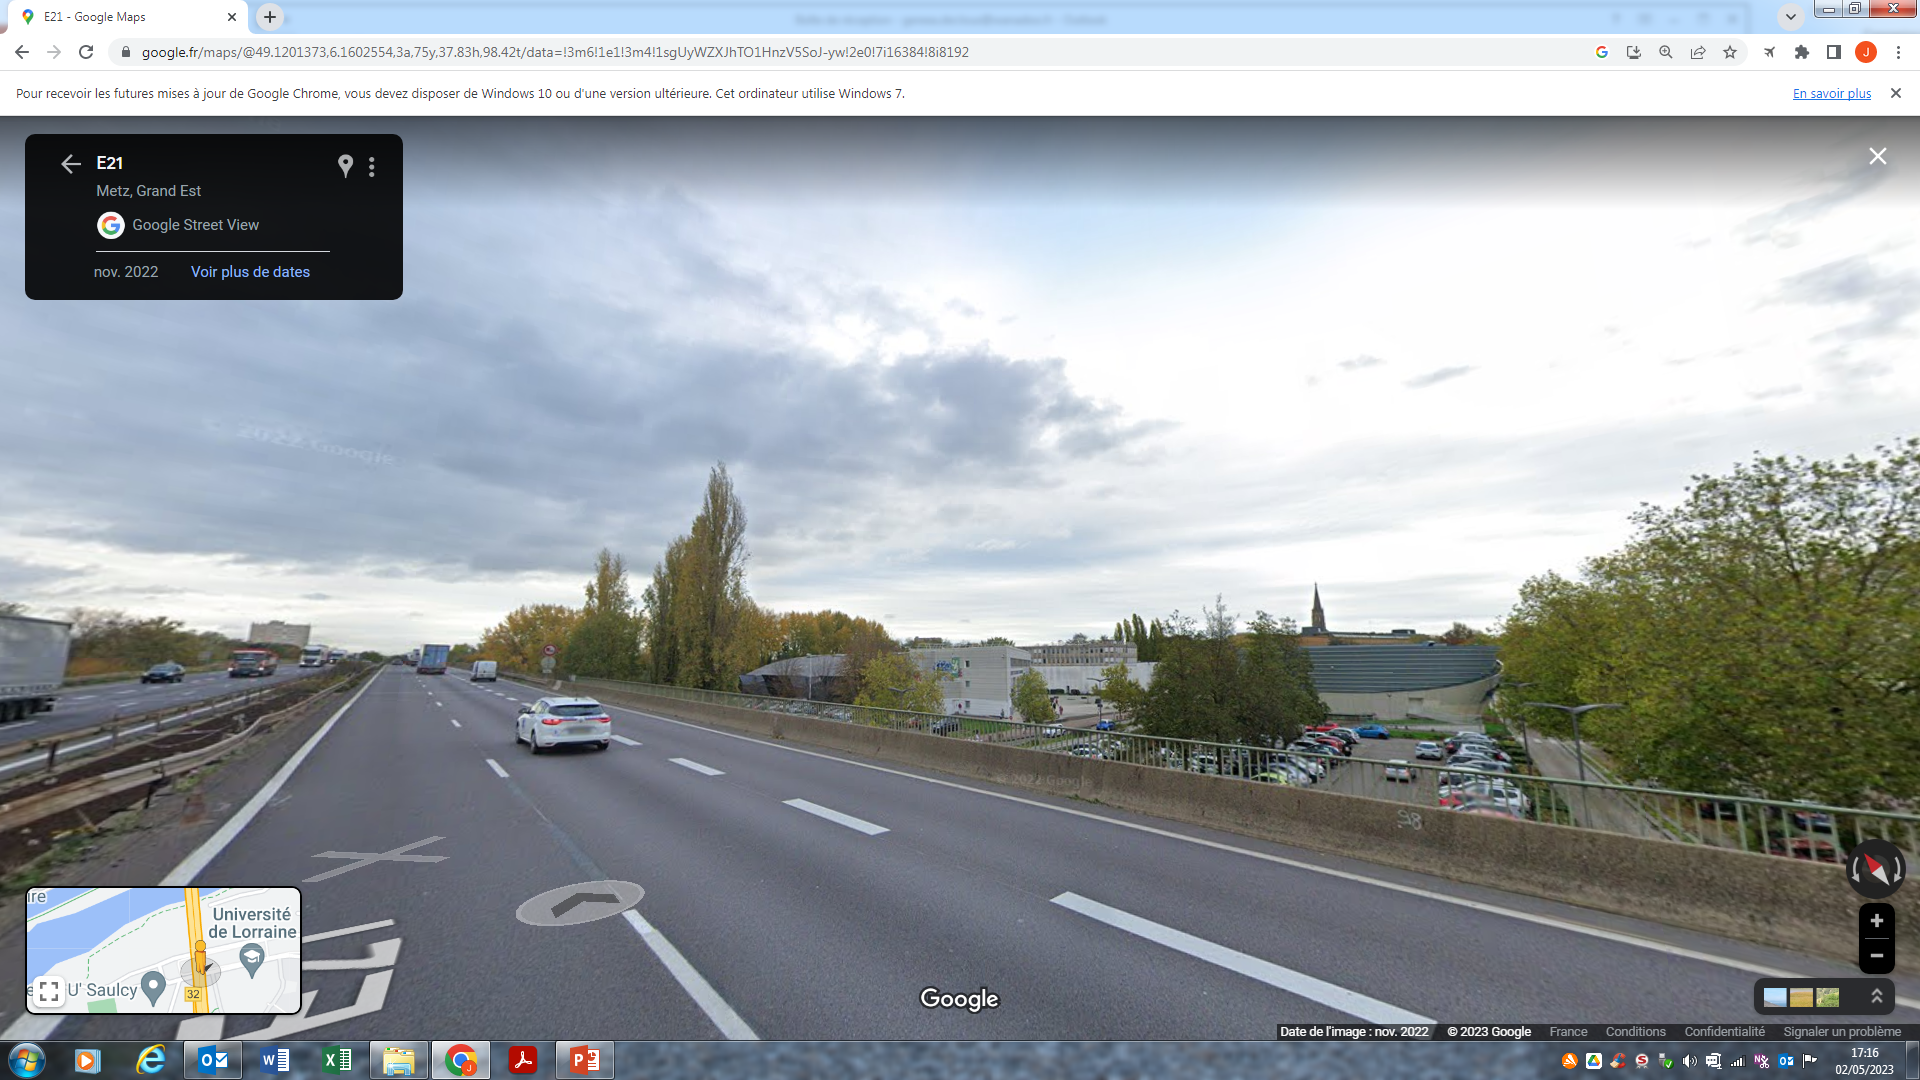 E21 - Google Maps
google.fr/maps/@49.1201373,6.1602554,3a,75y,37.83h,98.42t/data=!3m6!1e1!3m4!1sgUyWZXJhTO1HnzV5SoJ-yw!2e0!7i16384!8i8192
J
Pour recevoir les futures mises à jour de Google Chrome, vous devez disposer de Windows 10 ou d'une version ultérieure. Cet ordinateur utilise Windows 7.
En savoir plus
E21
Metz, Grand Est
Google Street View
nov. 2022 Voir plus de dates
© 2022 Google
© 2022 Google
Université
de Lorraine
U' Saulcy
32
Google
Date de l'image : nov. 2022 © 2023 Google France Conditions Confidentialité Signaler un problème
17:16
02/05/2023